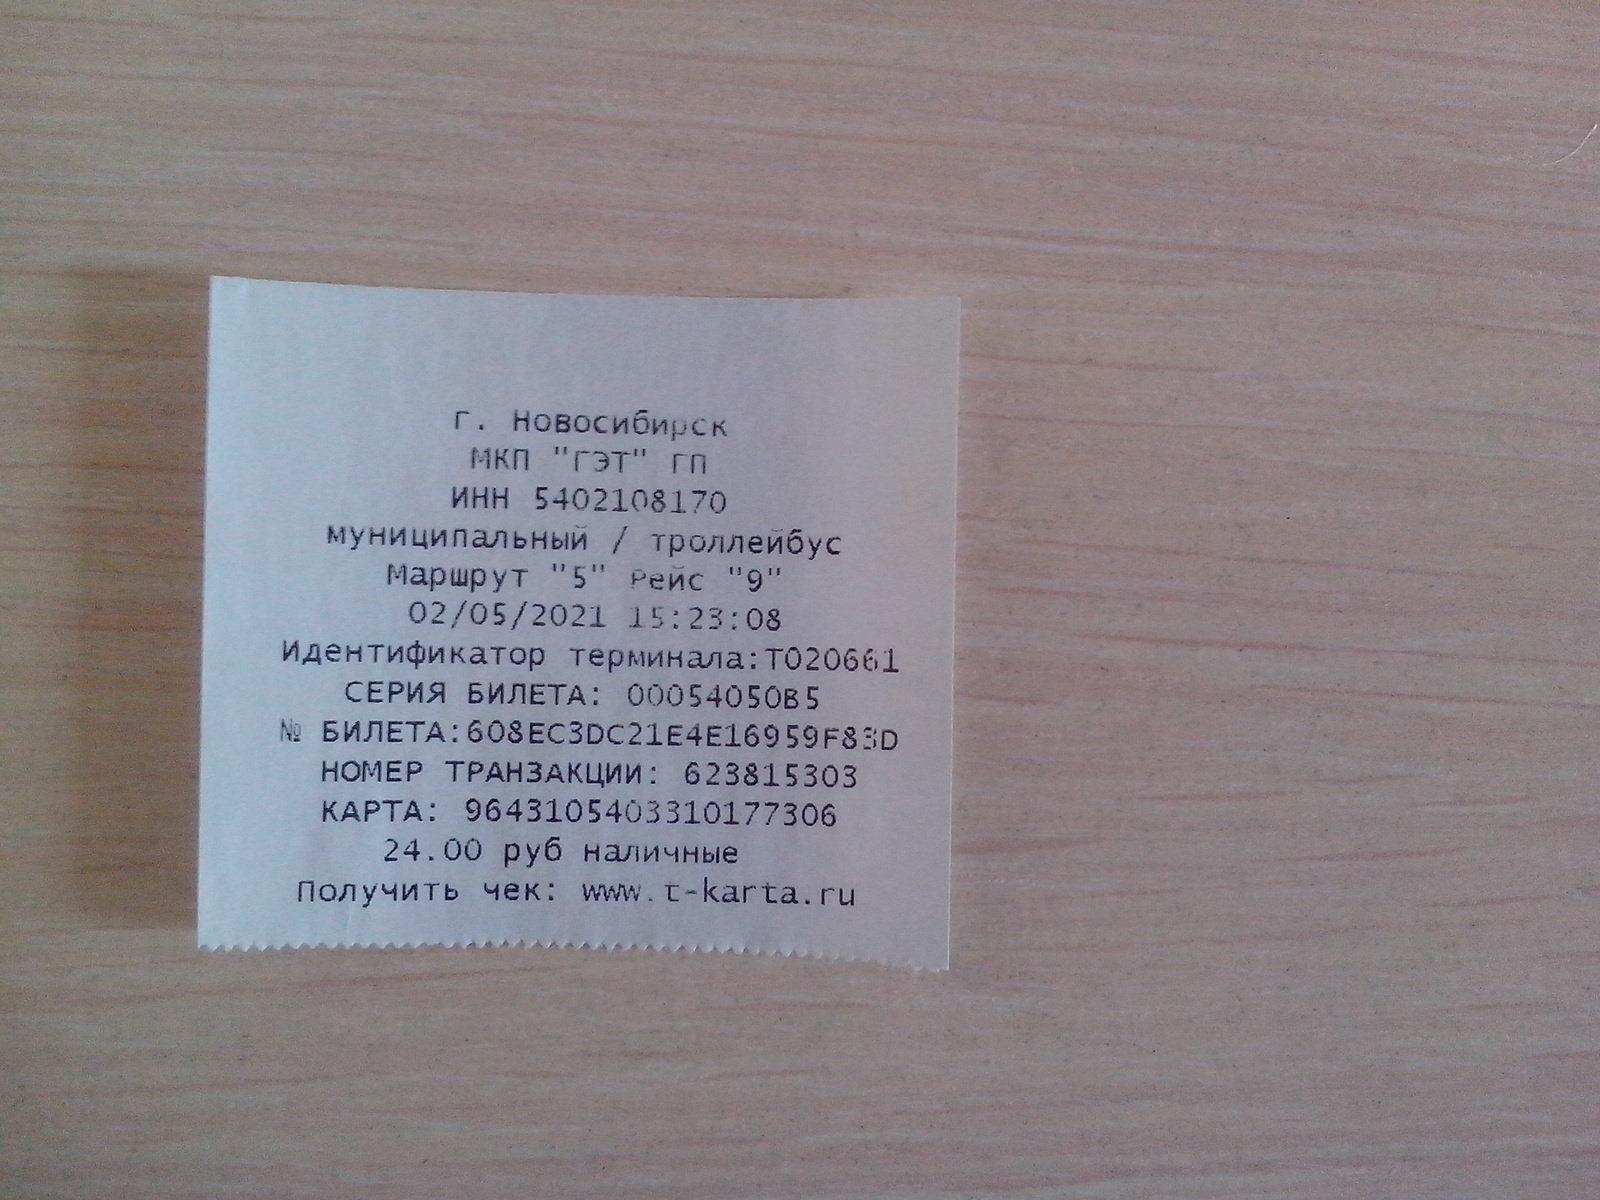 г. Новосибирск
МКП "ГЭТ" ГП
ИНН 5402108170
муниципальный / троллейбус
Маршрут "5" Рейс "9"
02/05/2021 15:23:08
Идентификатор терминала:T020661
СЕРИЯ БИЛЕТА: 00054050B5
№ БИЛЕТА:608EC3DC21E4E16959F83D
НОМЕР ТРАНЗАКЦИИ: 623815303
КАРТА: 9643105403310177306
24.00 руб наличные
Получить чек: www.t-karta.ru